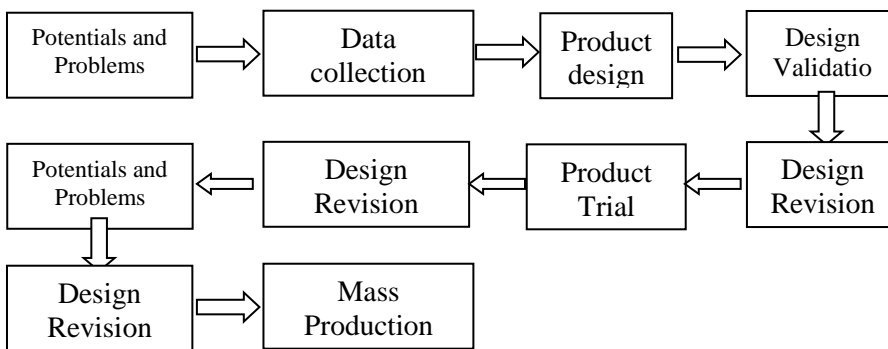 Potentials and
Problems
Data
collection
Product
design
Design
Validatio
Design
Revision
Product
Trial
Design
Revision
Potentials and
Problems
Design
Revision
Mass
Production